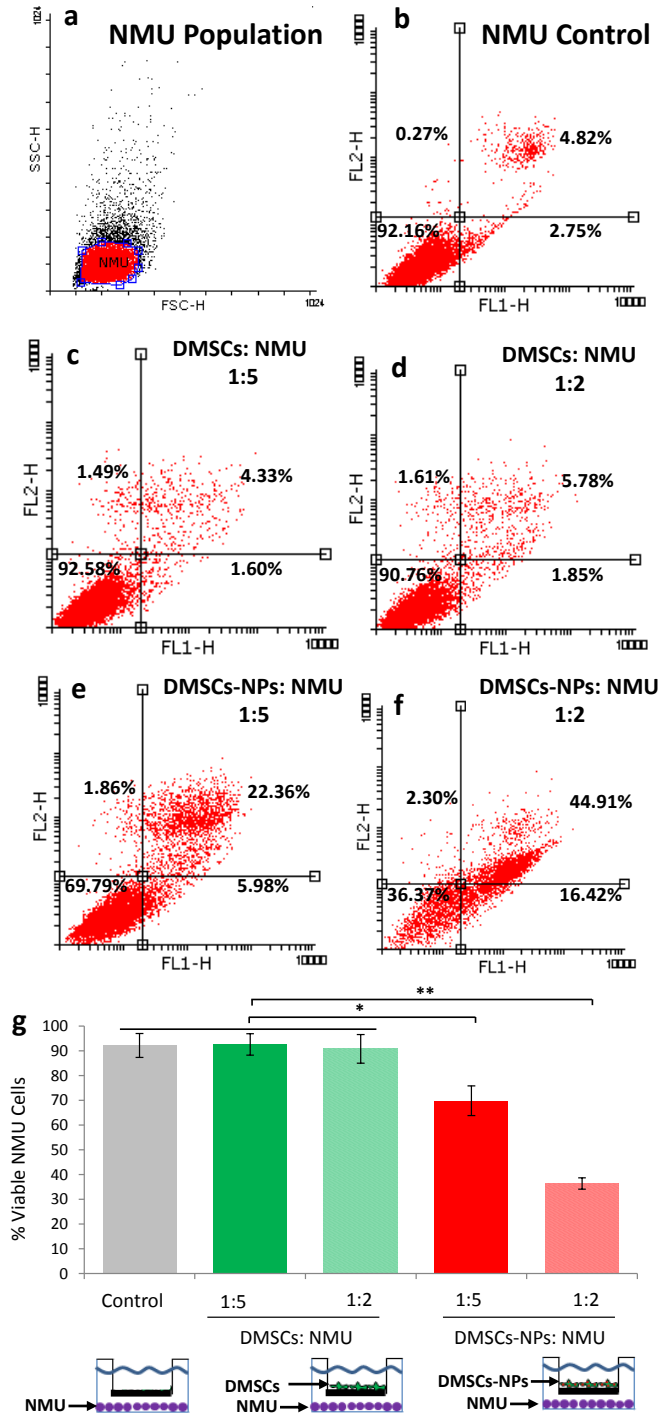 a
NMU Population
1024
SSC-H
NMU
FSC-H
1024
b
NMU Control
FL2-H
0.27%
4.82%
92.16%
2.75%
FL1-H
c
DMSCs: NMU
1:5
FL2-H
1.49%
4.33%
92.58%
1.60%
FL1-H
d
DMSCs: NMU
1:2
FL2-H
1.61%
5.78%
90.76%
1.85%
FL1-H
e
DMSCs-NPs: NMU
1:5
FL2-H
1.86%
22.36%
69.79%
5.98%
FL1-H
f
DMSCs-NPs: NMU
1:2
FL2-H
2.30%
44.91%
36.37%
16.42%
FL1-H
g
**
*
% Viable NMU Cells
100
90
80
70
60
50
40
30
20
10
0
Control
1:5
1:2
1:5
1:2
DMSCs: NMU
DMSCs-NPs: NMU
NMU
DMSCs
NMU
DMSCs-NPs
NMU